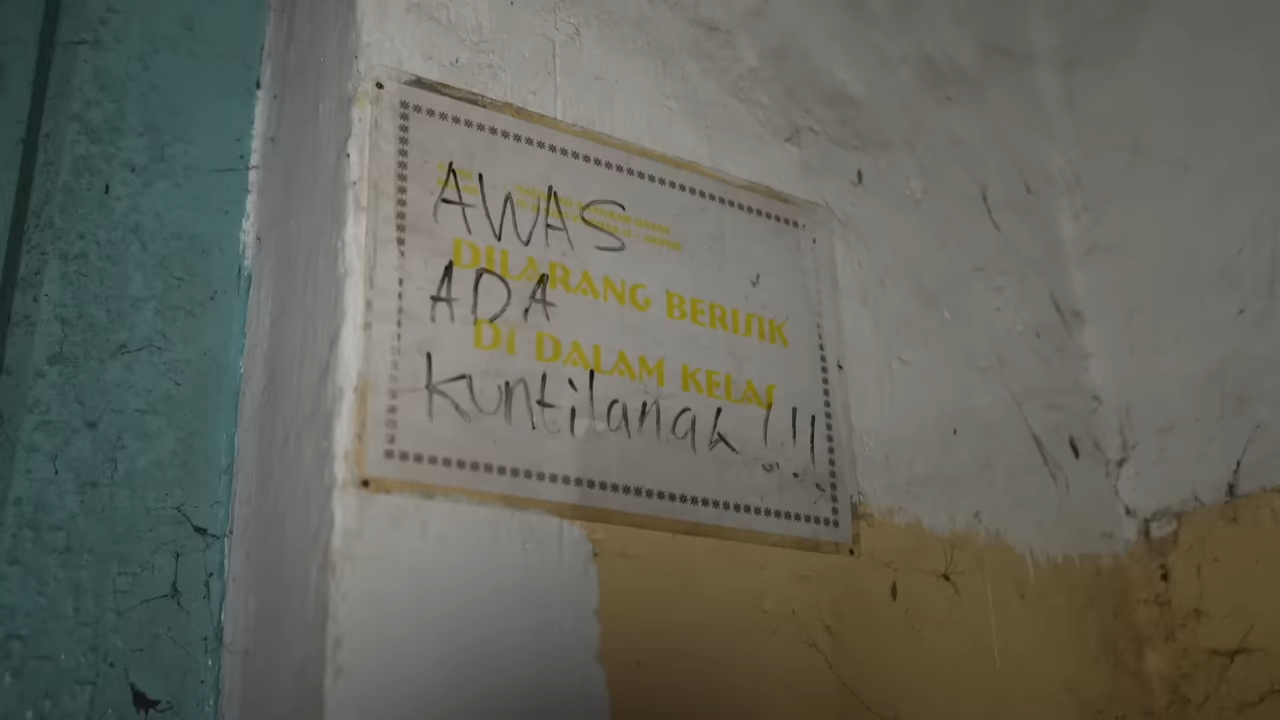 AWAS
DILARANG BERISIK
ADA
DI DALAM KELAS
Kuntilanak !!!